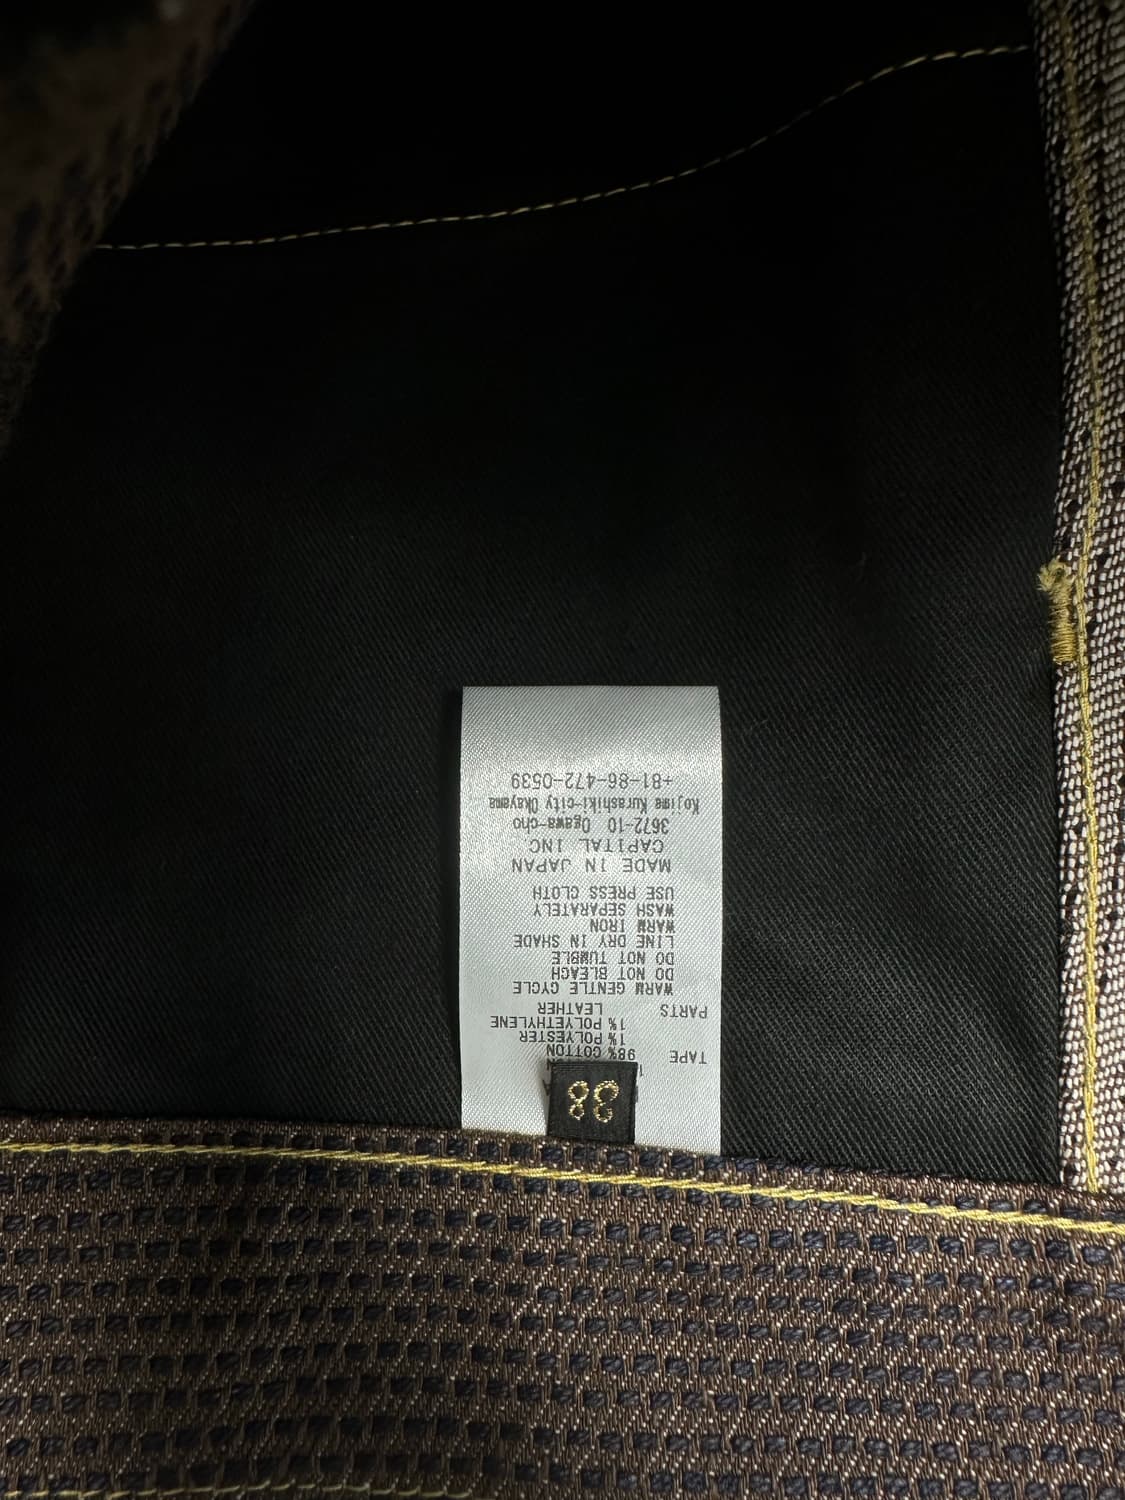 38
TAPE 98% COTTON
1% POLYESTER
1% POLYETHYLENE
PARTS LEATHER
WARM GENTLE CYCLE
DO NOT BLEACH
DO NOT TUMBLE
LINE DRY IN SHADE
WARM IRON
WASH SEPARATELY
USE PRESS CLOTH
MADE IN JAPAN
CAPITAL INC
3672-10 Ogawa-cho
Kojima Kurashiki-city Okayama
+81-86-472-0539